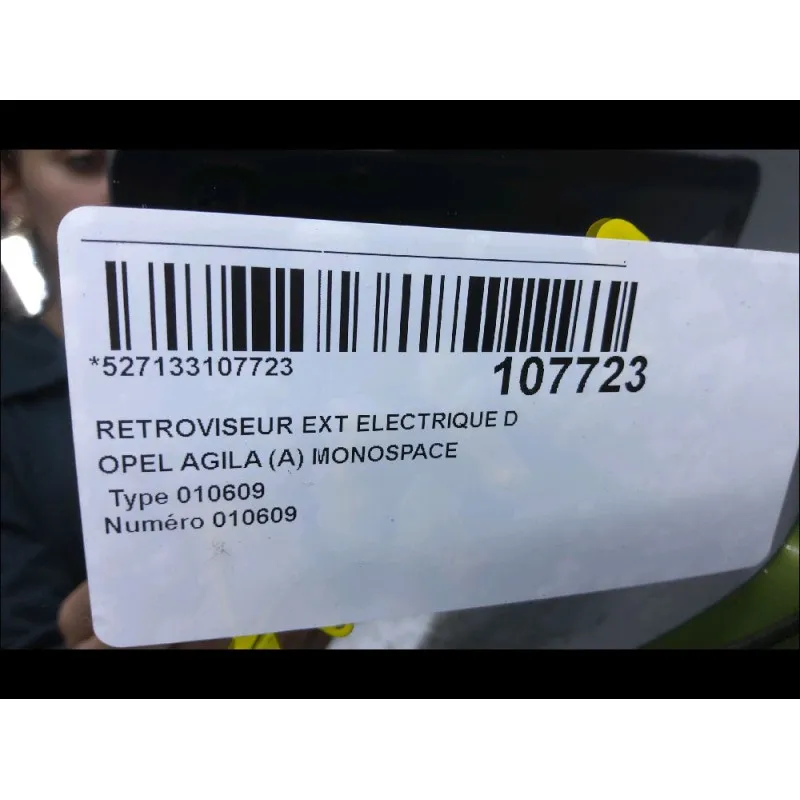 *527133107723
107723
RETROVISEUR EXT ELECTRIQUE D
OPEL AGILA (A) MONOSPACE
Type 010609
Numéro 010609